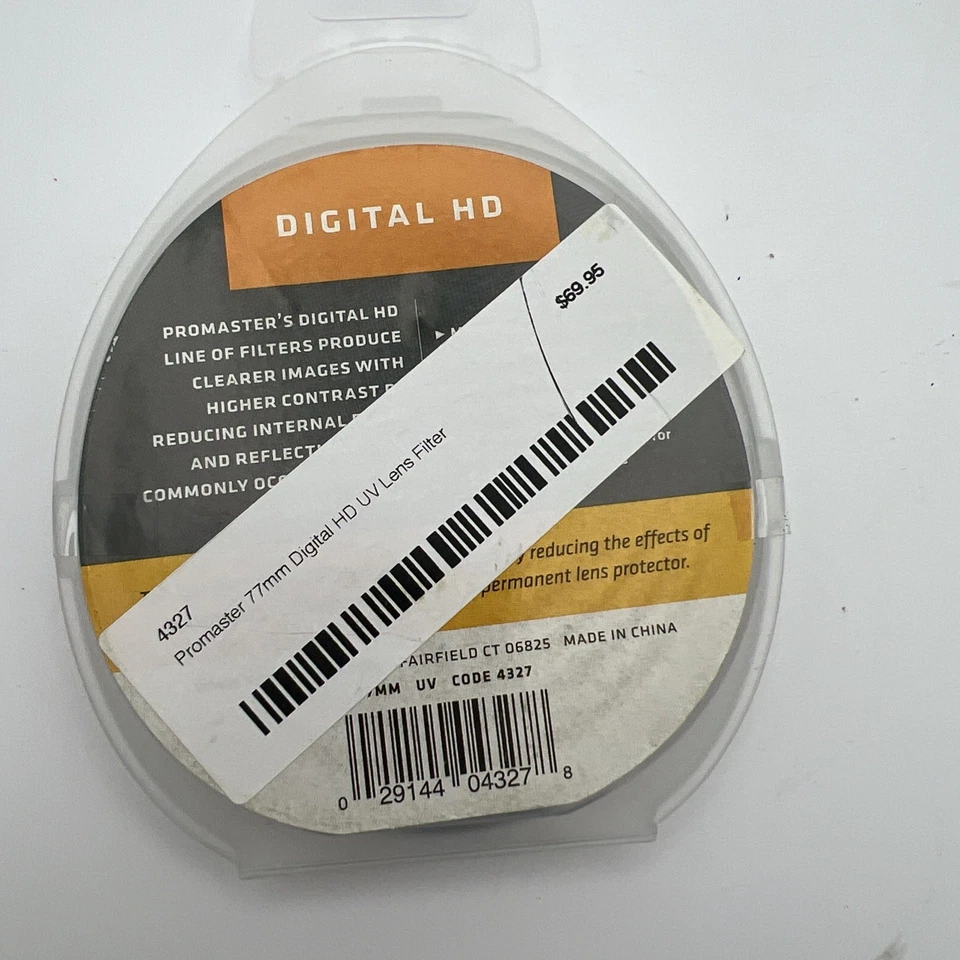 DIGITAL HD
PROMASTER'S DIGITAL HD
LINE OF FILTERS PRODUCE
CLEARER IMAGES WITH
HIGHER CONTRAST
REDUCING INTERNAL
AND
COMMONLY
for
$69.95
4327
Promaster 77mm Digital HD UV Lens Filter
reducing the effects of
permanent lens protector.
FAIRFIELD CT 06825 MADE IN CHINA
UV CODE 4327
0 29144 04327 8